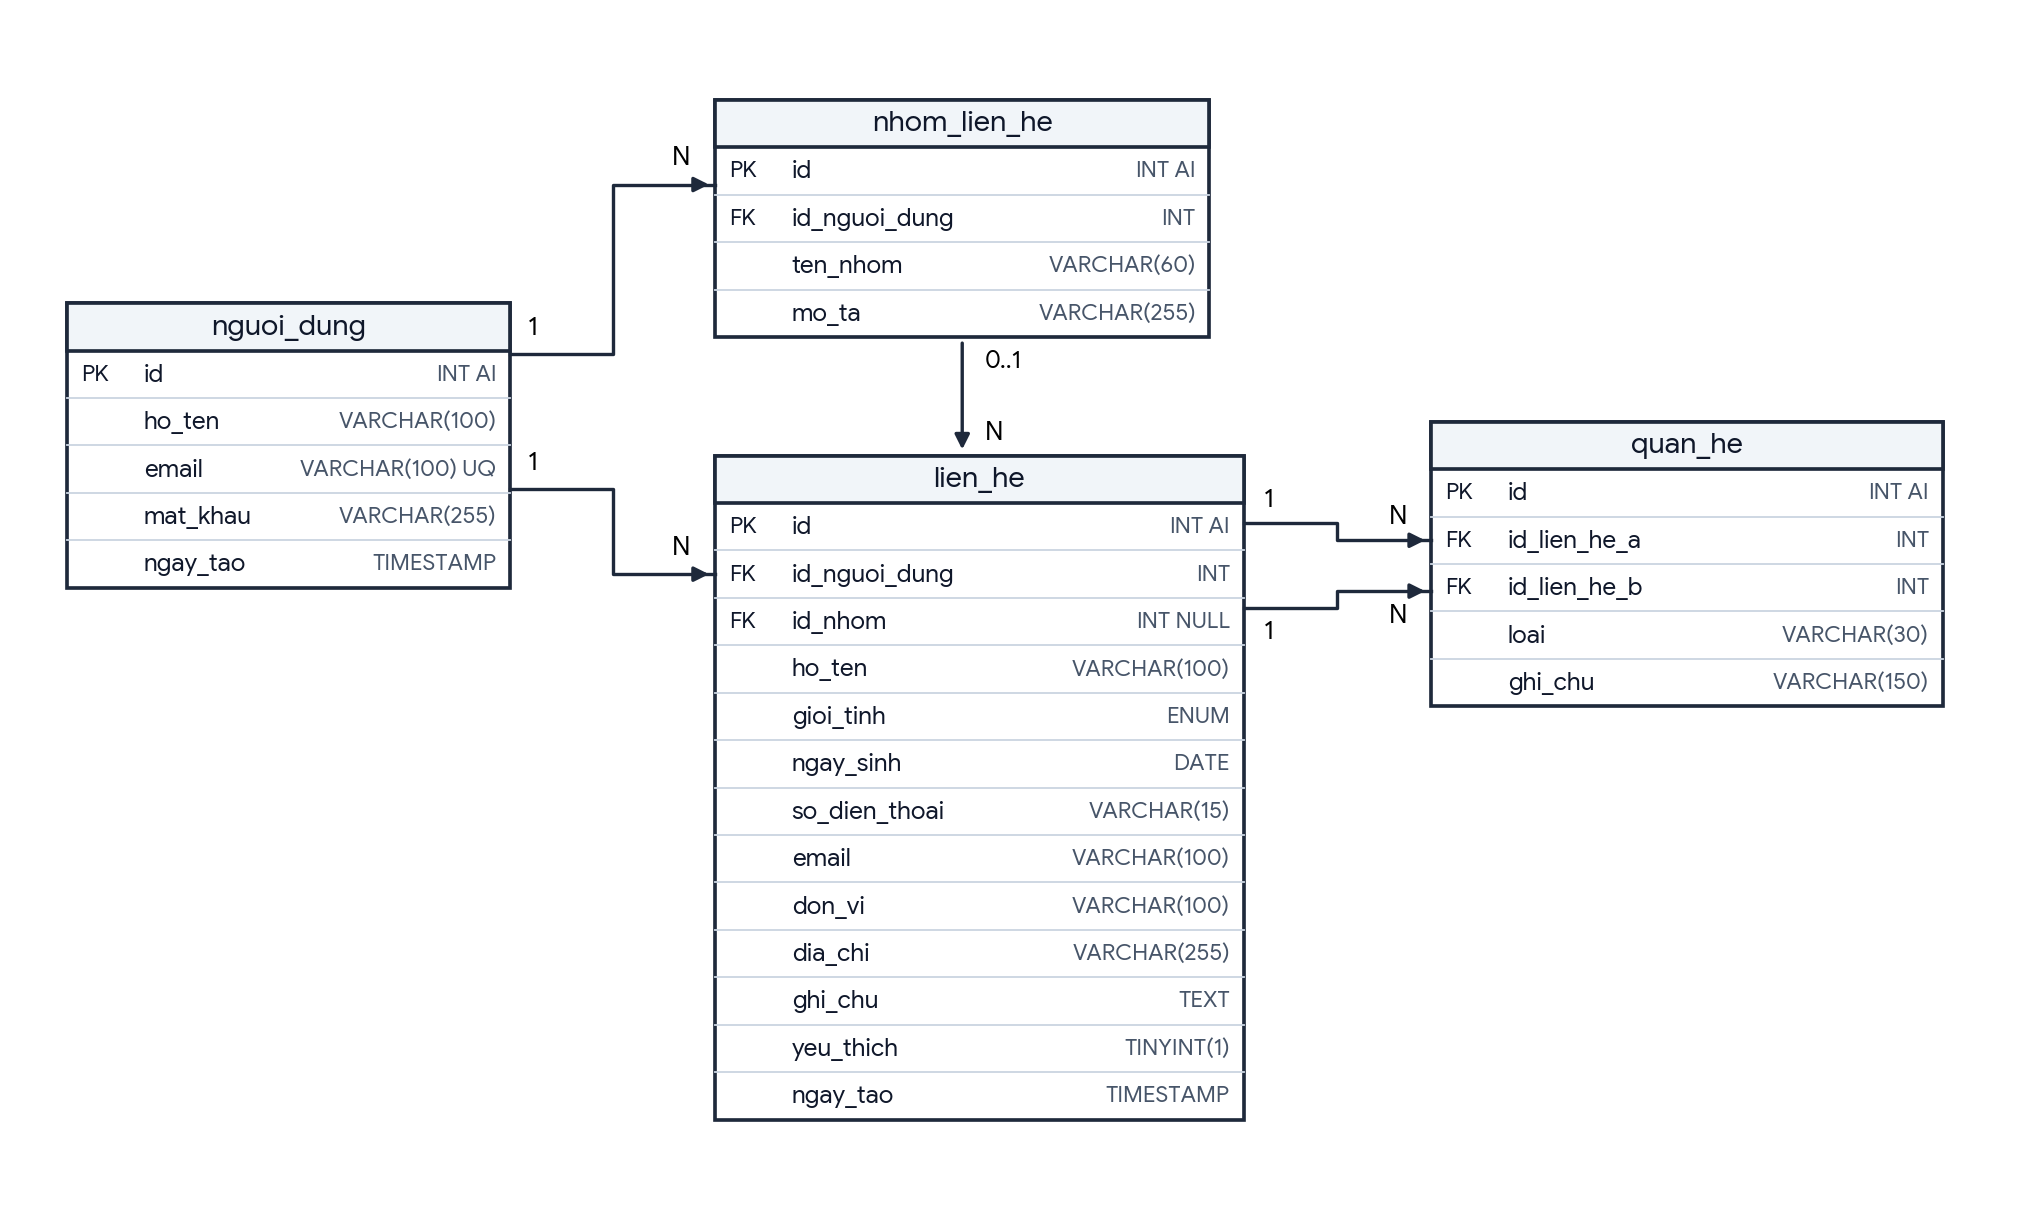 nhom_lien_he
N
PK id INT AI
FK id_nguoi_dung INT
ten_nhom VARCHAR(60)
mo_ta VARCHAR(255)
0..1
N
nguoi_dung
1
PK id INT AI
ho_ten VARCHAR(100)
email VARCHAR(100) UQ
1
mat_khau VARCHAR(255)
ngay_tao TIMESTAMP
N
lien_he
PK id INT AI
FK id_nguoi_dung INT
FK id_nhom INT NULL
ho_ten VARCHAR(100)
gioi_tinh ENUM
ngay_sinh DATE
so_dien_thoai VARCHAR(15)
email VARCHAR(100)
don_vi VARCHAR(100)
dia_chi VARCHAR(255)
ghi_chu TEXT
yeu_thich TINYINT(1)
ngay_tao TIMESTAMP
1
N
1
N
quan_he
PK id INT AI
FK id_lien_he_a INT
FK id_lien_he_b INT
loai VARCHAR(30)
ghi_chu VARCHAR(150)